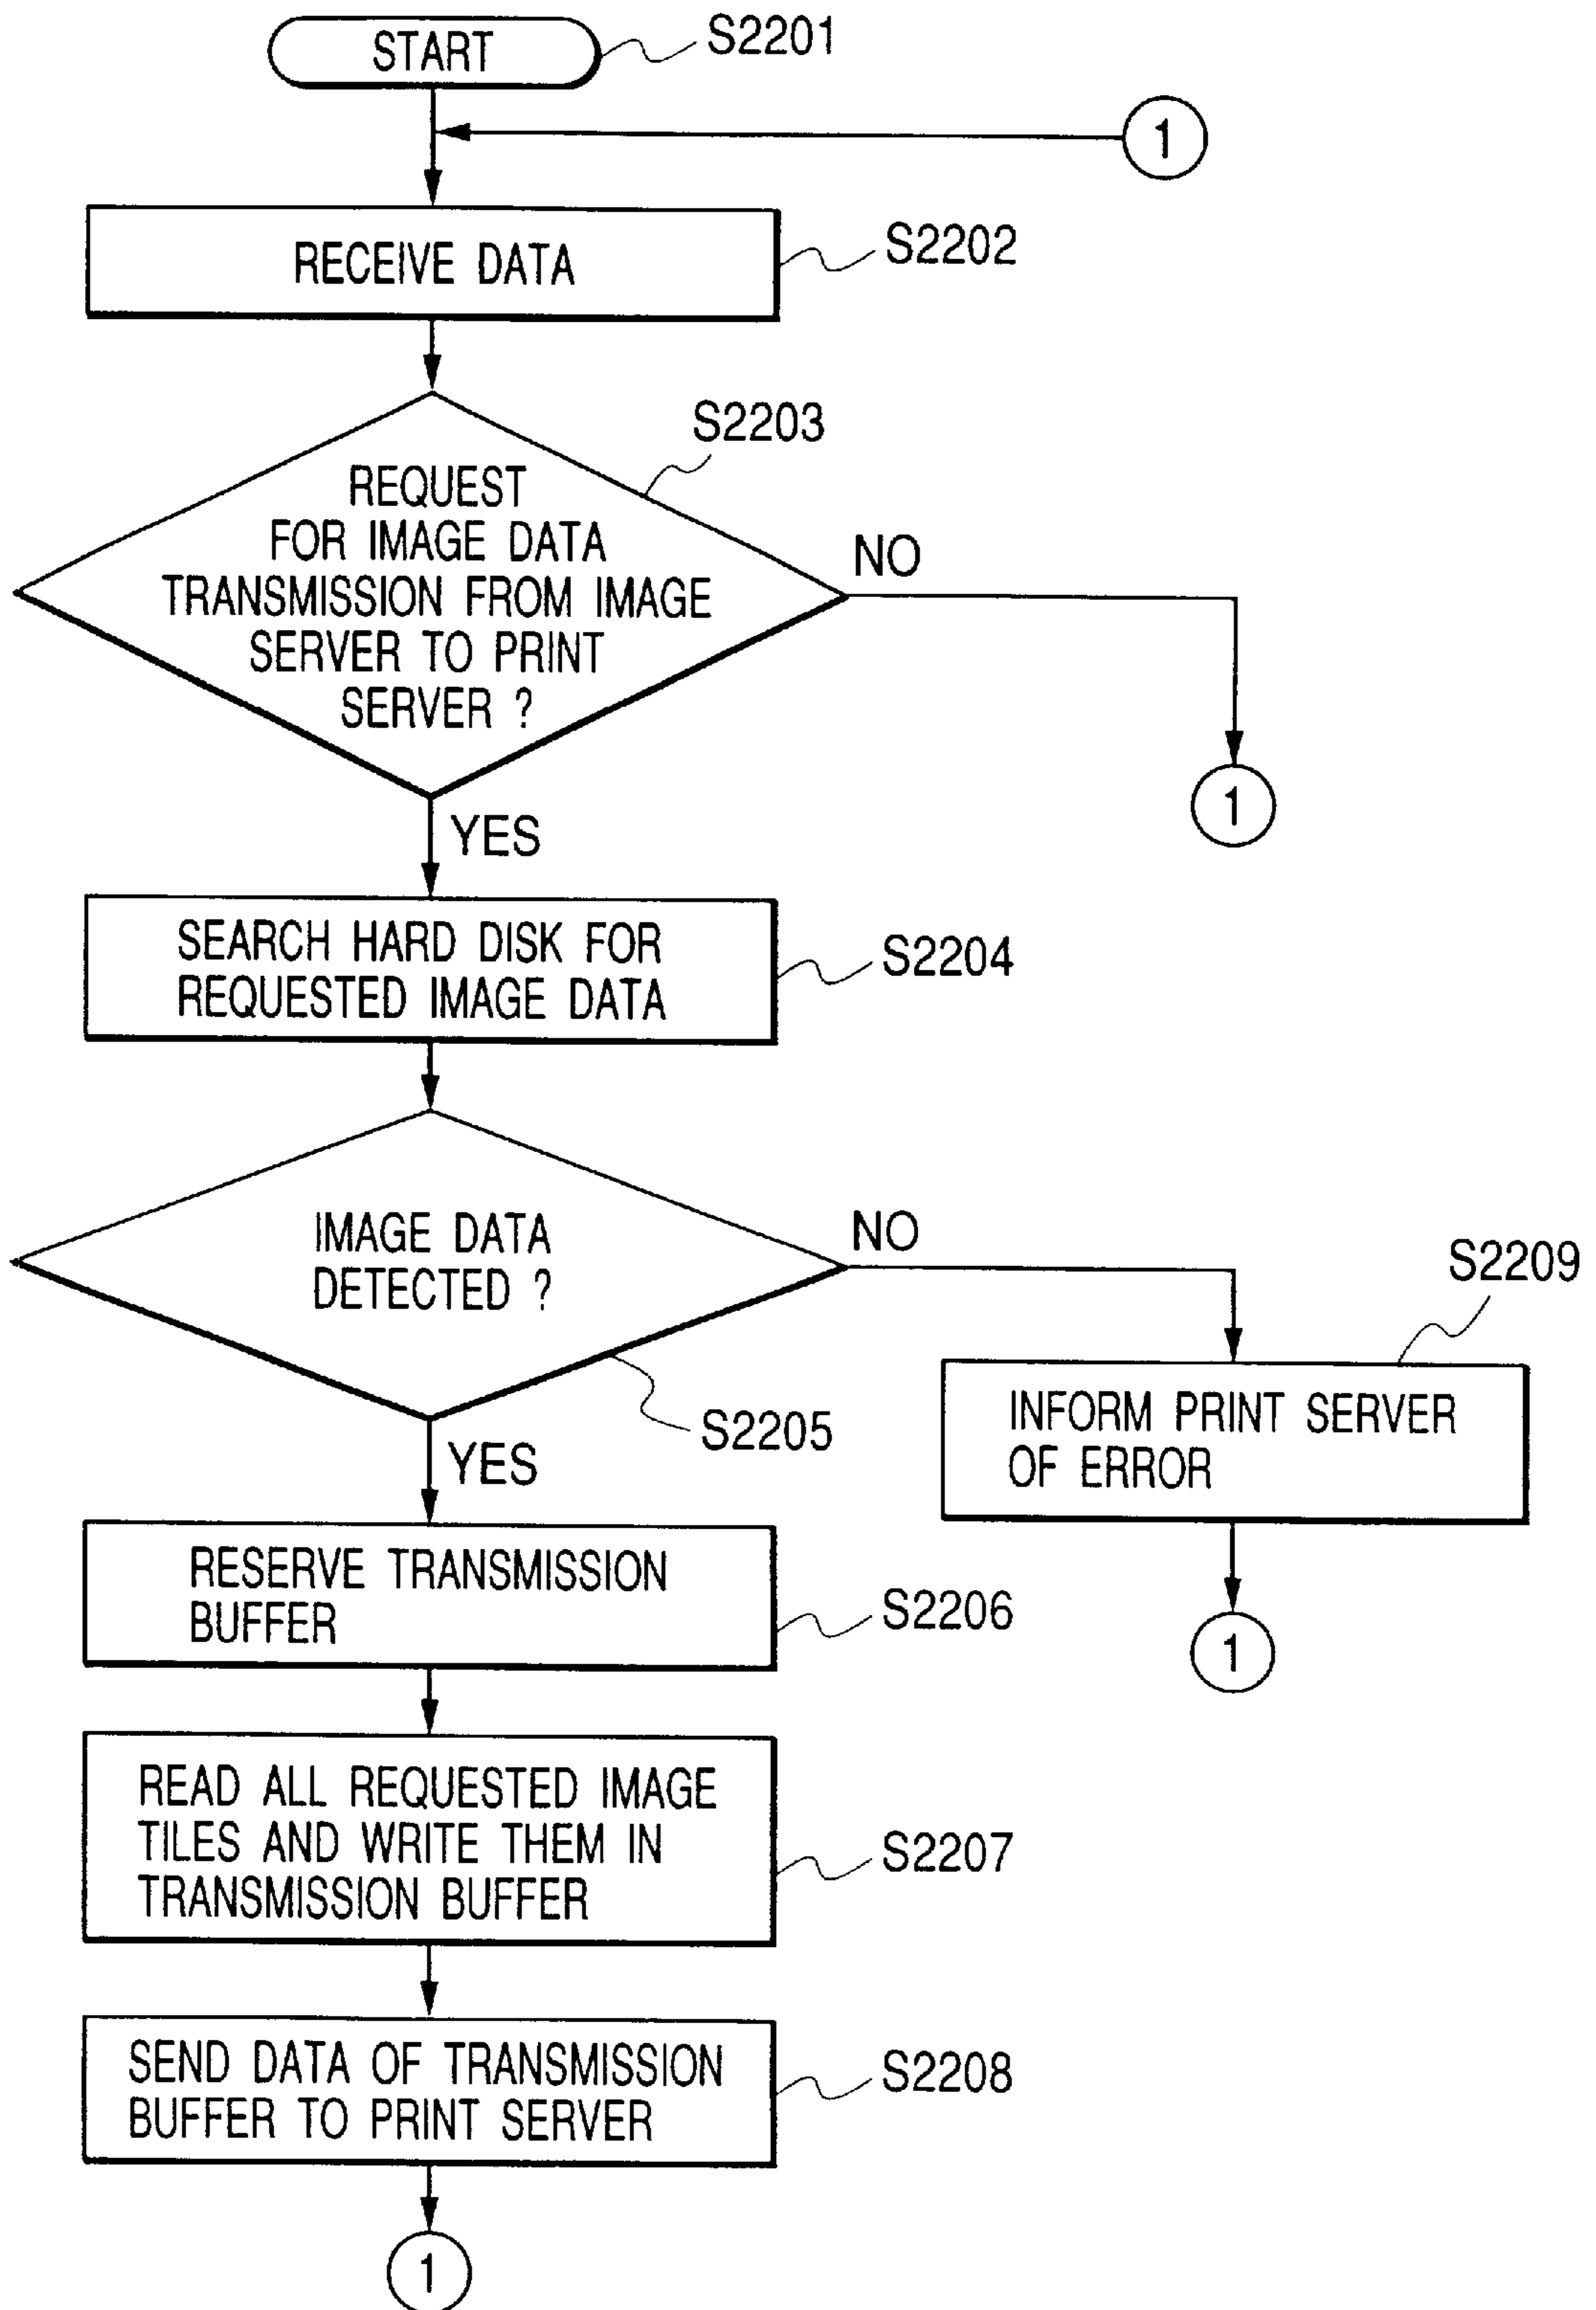 START
S2201
1
RECEIVE DATA
S2202
S2203
REQUEST
FOR IMAGE DATA
TRANSMISSION FROM IMAGE
SERVER TO PRINT
SERVER ?
NO
1
YES
SEARCH HARD DISK FOR
REQUESTED IMAGE DATA
S2204
IMAGE DATA
DETECTED ?
NO
S2209
S2205
INFORM PRINT SERVER
OF ERROR
1
YES
RESERVE TRANSMISSION
BUFFER
S2206
READ ALL REQUESTED IMAGE
TILES AND WRITE THEM IN
TRANSMISSION BUFFER
S2207
SEND DATA OF TRANSMISSION
BUFFER TO PRINT SERVER
S2208
1